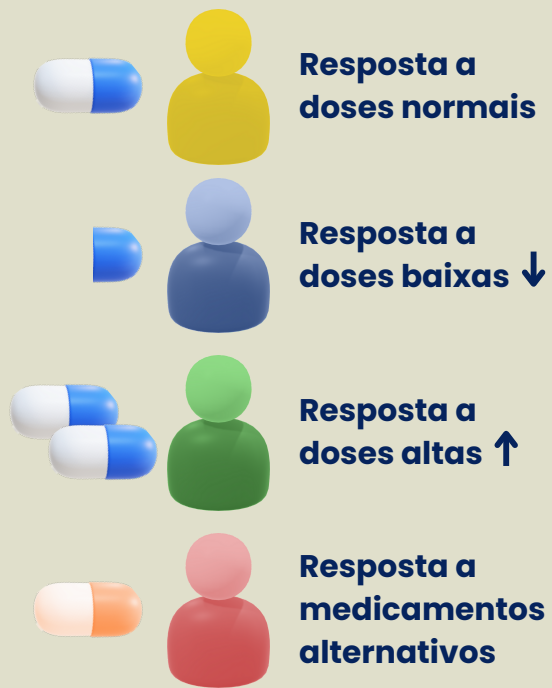 Resposta a
doses normais
Resposta a
doses baixas ↓
Resposta a
doses altas ↑
Resposta a
medicamentos
alternativos